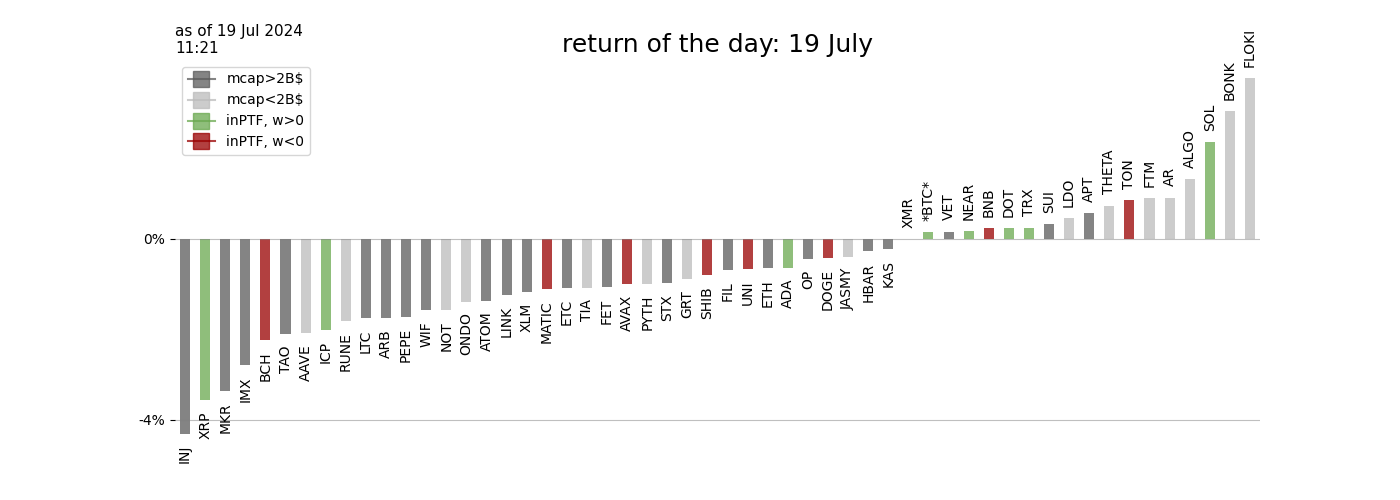 as of 19 Jul 2024
11:21
return of the day: 19 July
mcap>2B$
mcap<2B$
inPTF, w>0
inPTF, w<0
0%
-4%
INJ
XRP
MKR
IMX
BCH
TAO
AAVE
ICP
RUNE
LTC
ARB
PEPE
WIF
NOT
ONDO
ATOM
LINK
XLM
MATIC
ETC
TIA
FET
AVAX
PYTH
STX
GRT
SHIB
FIL
UNI
ETH
ADA
OP
DOGE
JASMY
HBAR
KAS
XMR
*BTC*
VET
NEAR
BNB
DOT
TRX
SUI
LDO
APT
THETA
TON
FTM
AR
ALGO
SOL
BONK
FLOKI